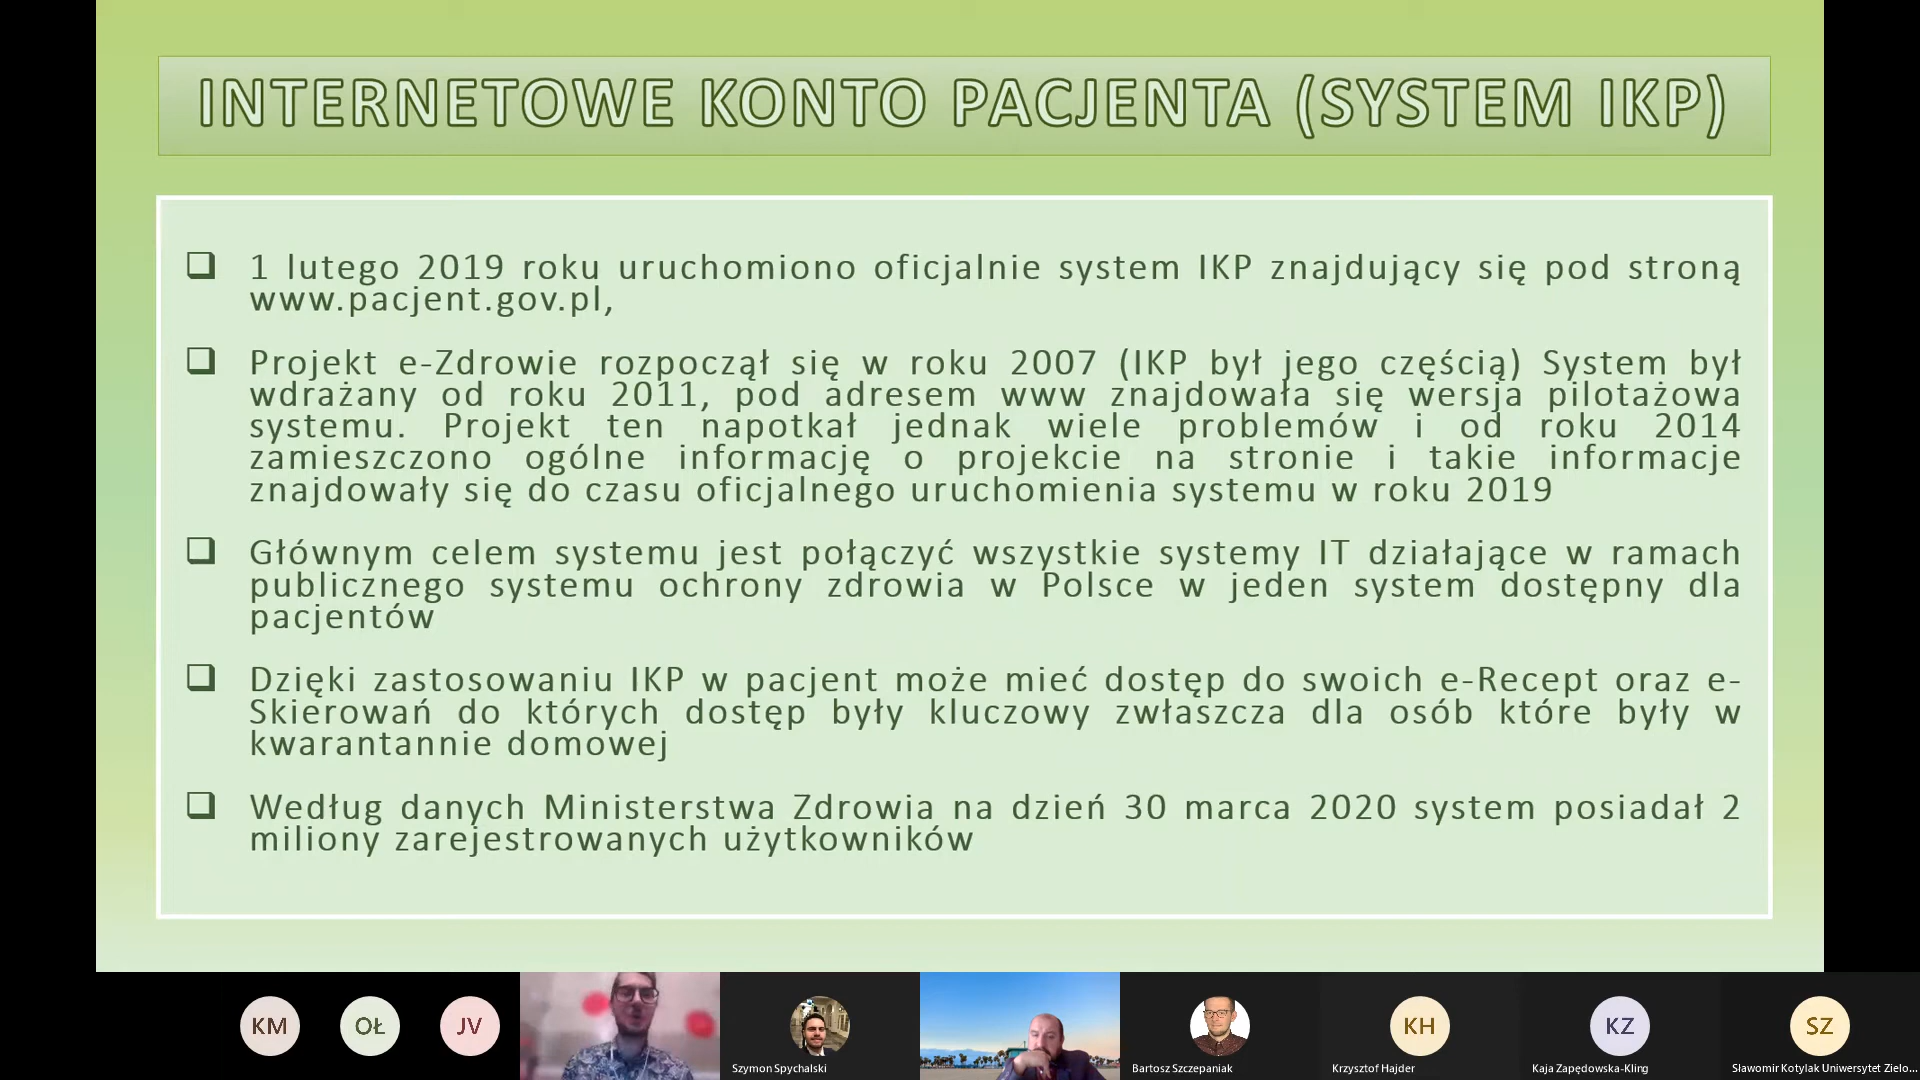 INTERNETOWE KONTO PACJENTA (SYSTEM IKP)
❑ 1 lutego 2019 roku uruchomiono oficjalnie system IKP znajdujący się pod stroną
www.pacjent.gov.pl,
❑ Projekt e-Zdrowie rozpoczął się w roku 2007 (IKP był jego częścią) System był
wdrażany od roku 2011, pod adresem www znajdowała się wersja pilotażowa
systemu. Projekt ten napotkał jednak wiele problemów i od roku 2014
zamieszczono ogólne informację o projekcie na stronie i takie informacje
znajdowały się do czasu oficjalnego uruchomienia systemu w roku 2019
❑ Głównym celem systemu jest połączyć wszystkie systemy IT działające w ramach
publicznego systemu ochrony zdrowia w Polsce w jeden system dostępny dla
pacjentów
❑ Dzięki zastosowaniu IKP w pacjent może mieć dostęp do swoich e-Recept oraz e-
Skierowań do których dostęp były kluczowy zwłaszcza dla osób które były w
kwarantannie domowej
❑ Według danych Ministerstwa Zdrowia na dzień 30 marca 2020 system posiadał 2
miliony zarejestrowanych użytkowników
KM OŁ JV KH KZ SZ
Szymon Spychalski Bartosz Szczepaniak Krzysztof Hajder Kaja Zapędowska-Kling Sławomir Kotylak Uniwersytet Zielo...